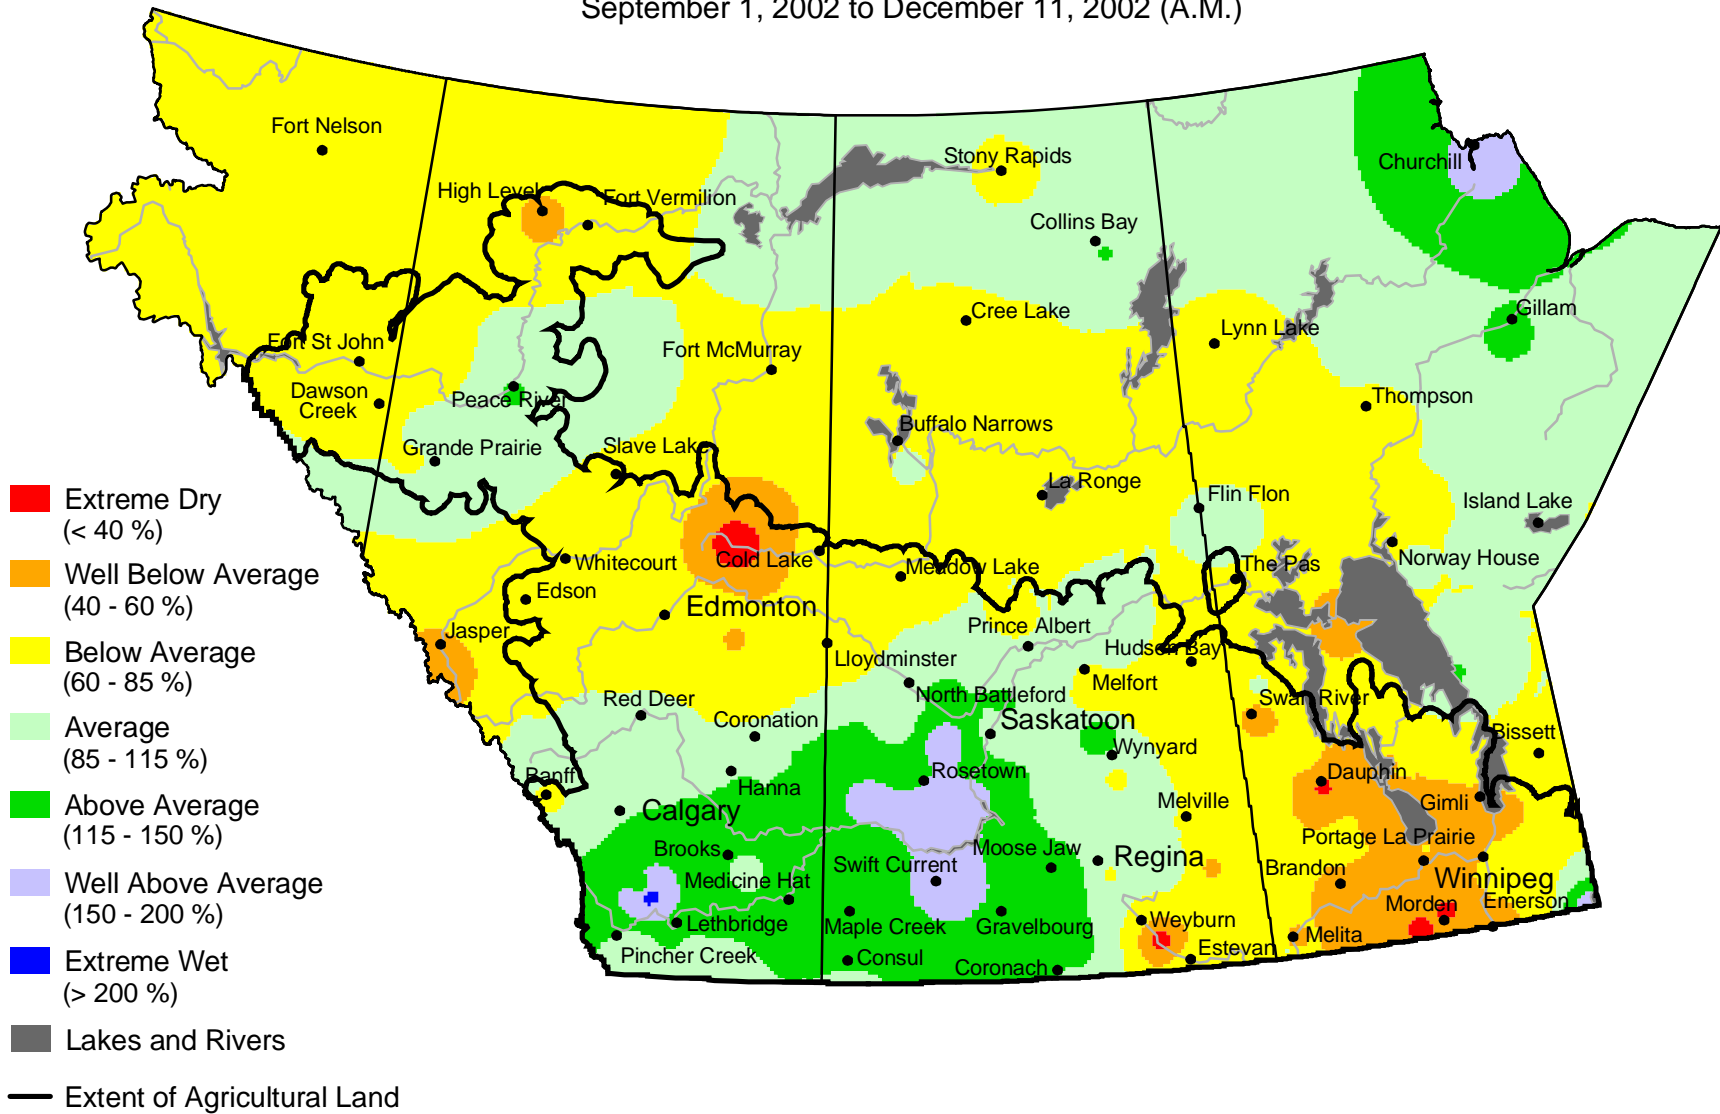 September 1, 2002 to December 11, 2002 (A.M.)
Fort Nelson
Stony Rapids
Churchill
High Level
Fort Vermilion
Collins Bay
Gillam
Cree Lake
Lynn Lake
Fort St John
Fort McMurray
Dawson
Creek
Peace River
Thompson
Buffalo Narrows
Grande Prairie
Slave Lake
La Ronge
Flin Flon
Island Lake
Whitecourt
Cold Lake
Meadow Lake
The Pas
Norway House
Edson
Edmonton
Jasper
Prince Albert
Hudson Bay
Lloydminster
Melfort
North Battleford
Swan River
Red Deer
Coronation
Saskatoon
Wynyard
Bissett
Banff
Hanna
Rosetown
Dauphin
Calgary
Melville
Gimli
Portage La Prairie
Brooks
Swift Current
Moose Jaw
Regina
Brandon
Medicine Hat
Winnipeg
Lethbridge
Maple Creek
Gravelbourg
Weyburn
Morden
Emerson
Pincher Creek
Consul
Coronach
Estevan
Melita
Extreme Dry
(< 40 %)
Well Below Average
(40 - 60 %)
Below Average
(60 - 85 %)
Average
(85 - 115 %)
Above Average
(115 - 150 %)
Well Above Average
(150 - 200 %)
Extreme Wet
(> 200 %)
Lakes and Rivers
Extent of Agricultural Land